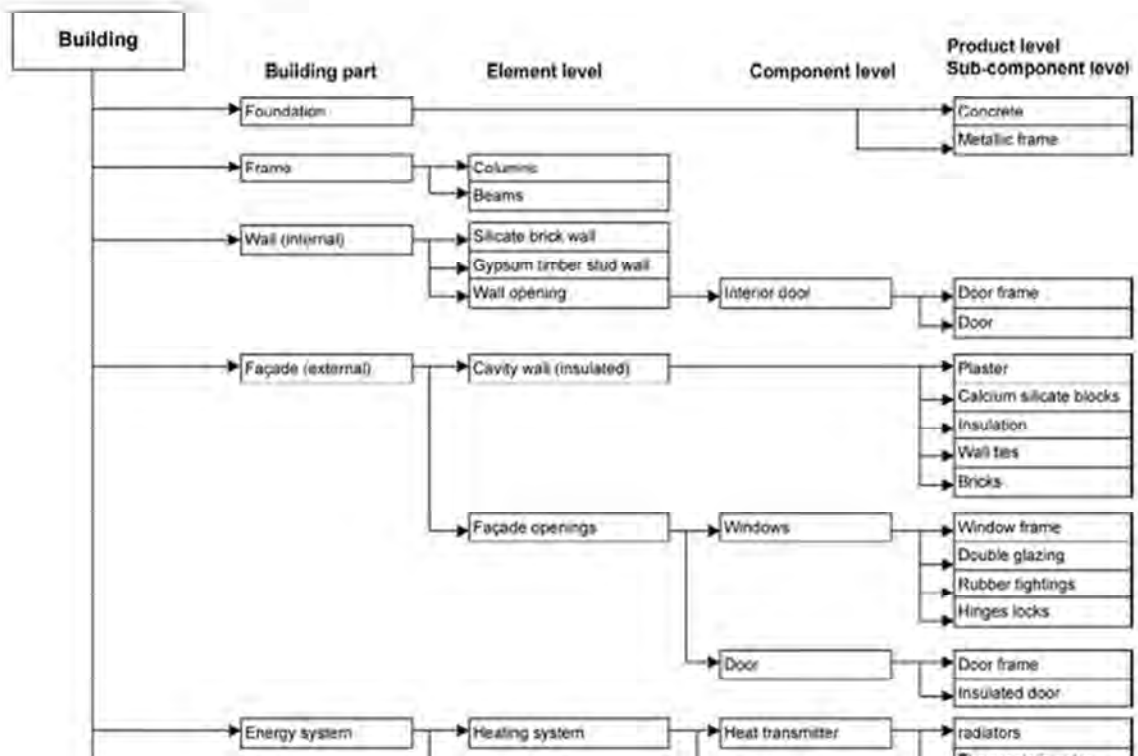 Building
Building part
Element level
Component level
Product level
Sub-component level
Foundation
Concrete
Metallic frame
Frame
Columns
Beams
Wall (internal)
Silicate brick wall
Gypsum timber stud wall
Wall opening
Interior door
Door frame
Door
Façade (external)
Cavity wall (insulated)
Plaster
Calcium silicate blocks
Insulation
Wall ties
Bricks
Façade openings
Windows
Window frame
Double glazing
Rubber tightings
Hinges locks
Door
Door frame
Insulated door
Energy system
Heating system
Heat transmitter
radiators